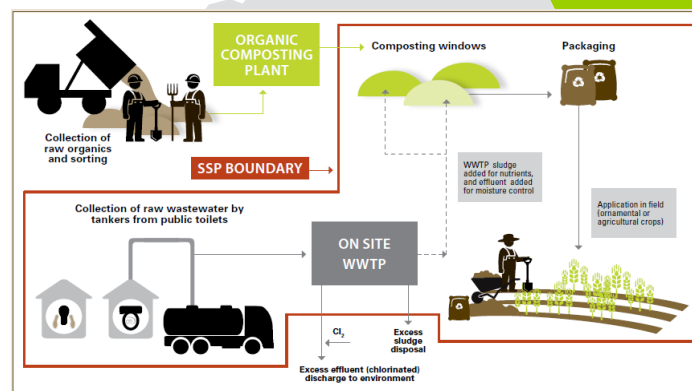 ORGANIC
COMPOSTING
PLANT
Composting windows
Packaging
Collection of
raw organics
and sorting
SSP BOUNDARY
WWTP sludge
added for nutrients,
and effluent added
for moisture control
Application in field
(ornamental or
agricultural crops)
Collection of raw wastewater by
tankers from public toilets
ON SITE
WWTP
Cl2
Excess
sludge
disposal
Excess effluent (chlorinated)
discharge to environment